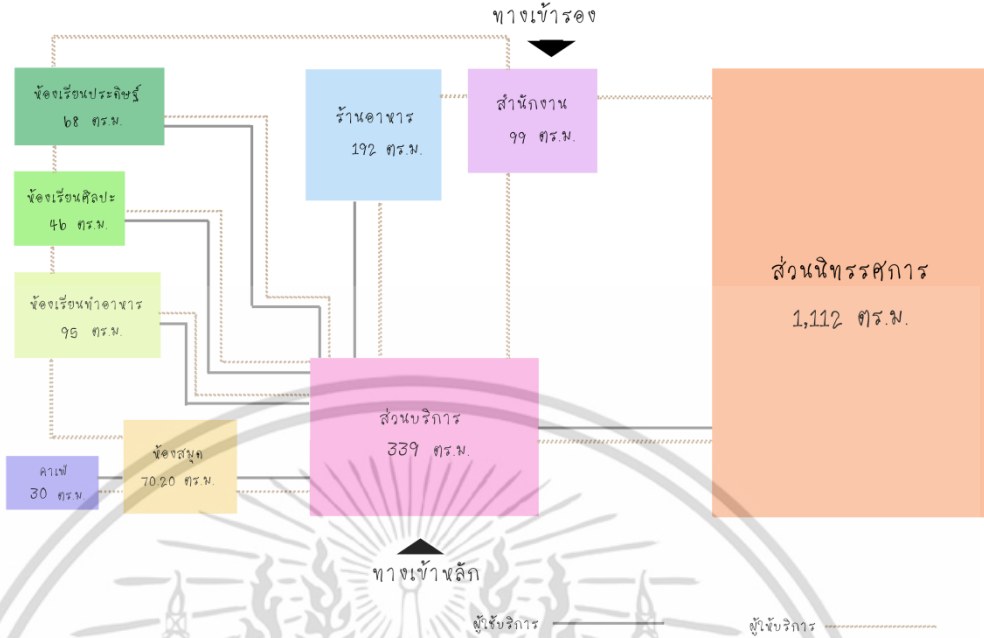 ทางเข้ารอง
ห้องเรียนประดิษฐ์
68 ตร.ม.
ร้านอาหาร
192 ตร.ม.
สำนักงาน
99 ตร.ม.
ห้องเรียนศิลปะ
46 ตร.ม.
ส่วนนิทรรศการ
1,112 ตร.ม.
ห้องเรียนทำอาหาร
95 ตร.ม.
ส่วนบริการ
339 ตร.ม.
ห้องสมุด
70.20 ตร.ม.
คาเฟ่
30 ตร.ม.
ทางเข้าหลัก
ผู้ใช้บริการ
ผู้ให้บริการ